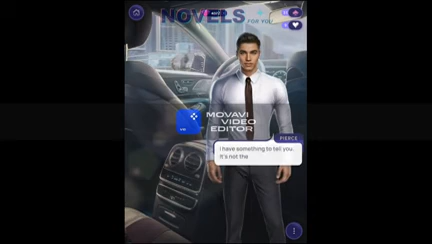 NOVELS
FOR YOU
MOVAVI
VIDEO
EDITOR
PIERCE
I have something to tell you.
It's not the